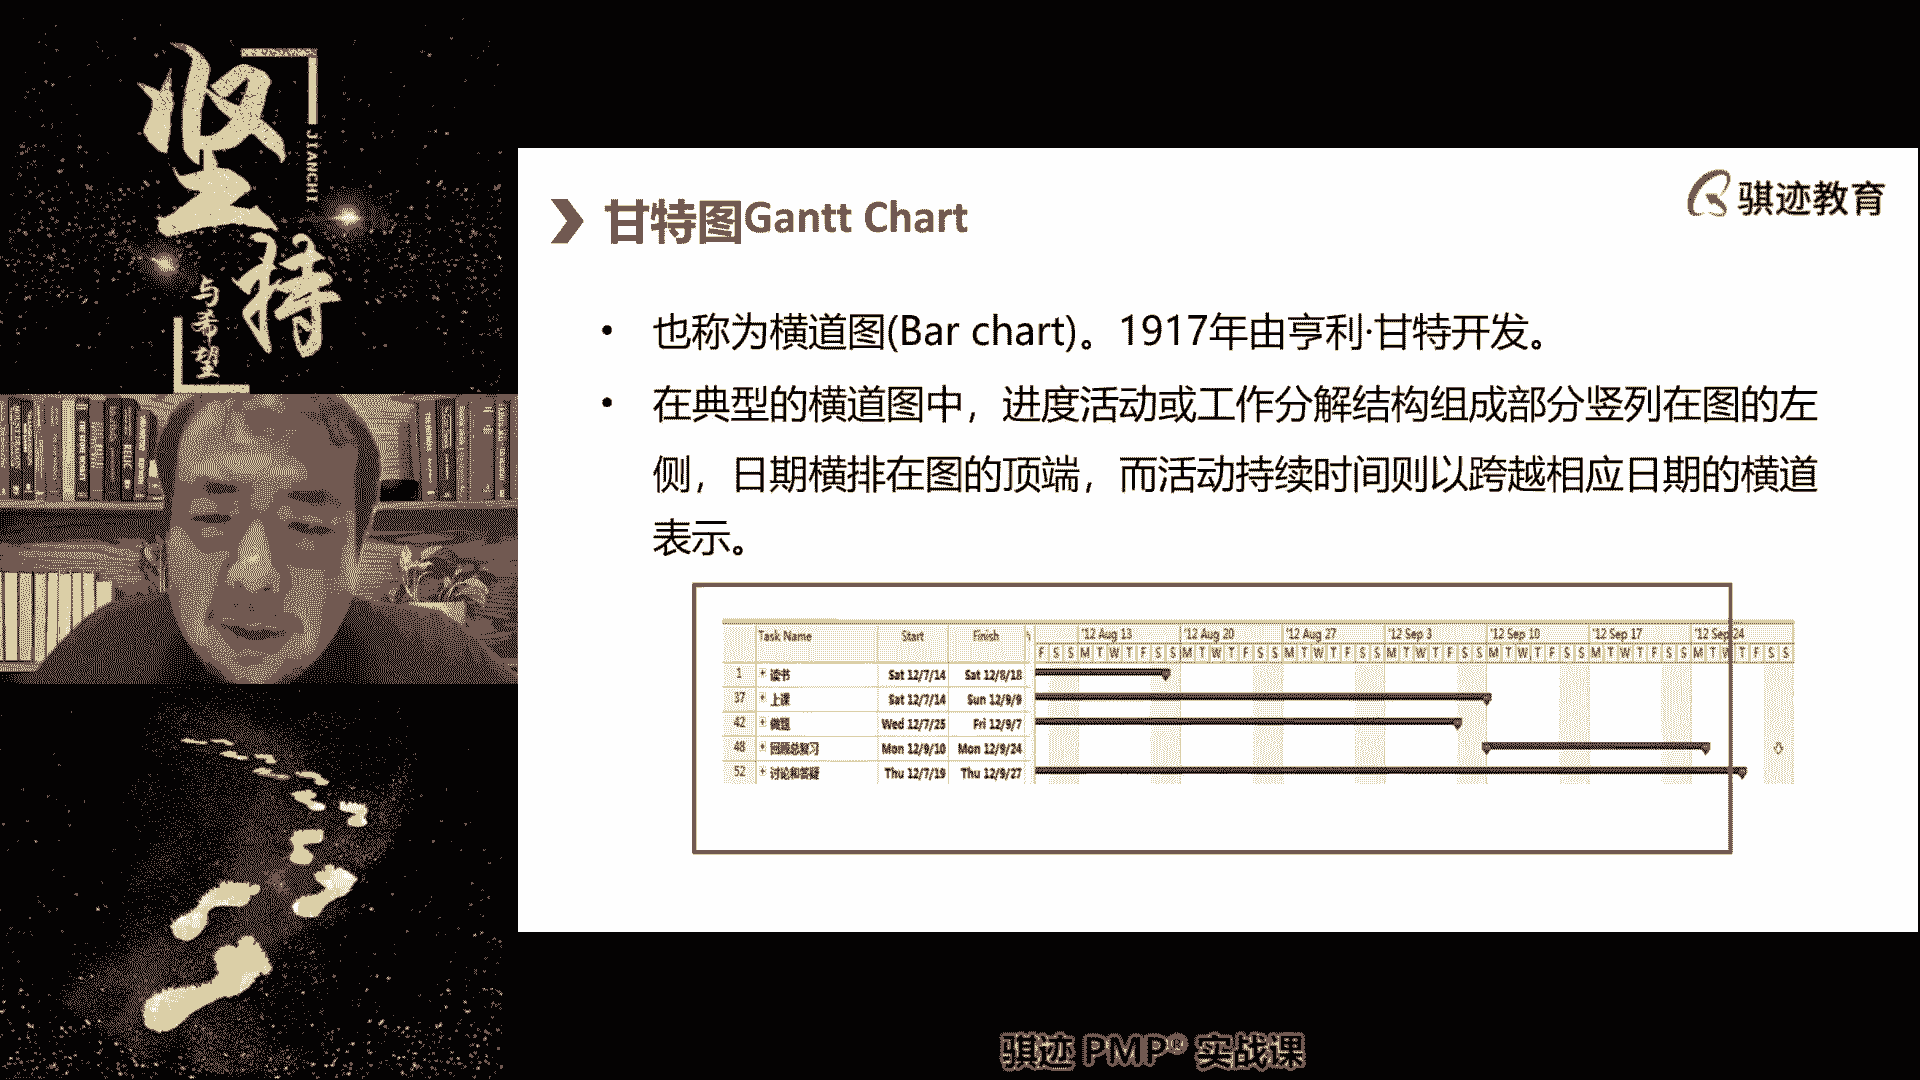 坚
持
JIANCHI
与希望
骐迹教育
甘特图Gantt Chart
• 也称为横道图(Bar chart)。1917年由亨利·甘特开发。
• 在典型的横道图中，进度活动或工作分解结构组成部分竖列在图的左
侧，日期横排在图的顶端，而活动持续时间则以跨越相应日期的横道
表示。
Task Name Start Finish '12 Aug 13 '12 Aug 20 '12 Aug 27 '12 Sep 3 '12 Sep 10 '12 Sep 17 '12 Sep 24
F S S M T W T F S S M T W T F S S M T W T F S S M T W T F S S M T W T F S S M T W T F S S M T W T F S S
1 读书 Sat 12/7/14 Sat 12/8/18
37 上课 Sat 12/7/14 Sun 12/9/9
42 做题 Wed 12/7/25 Fri 12/9/7
48 回顾总复习 Mon 12/9/10 Mon 12/9/24
52 讨论和答疑 Thu 12/7/19 Thu 12/9/27
骐迹 PMP® 实战课